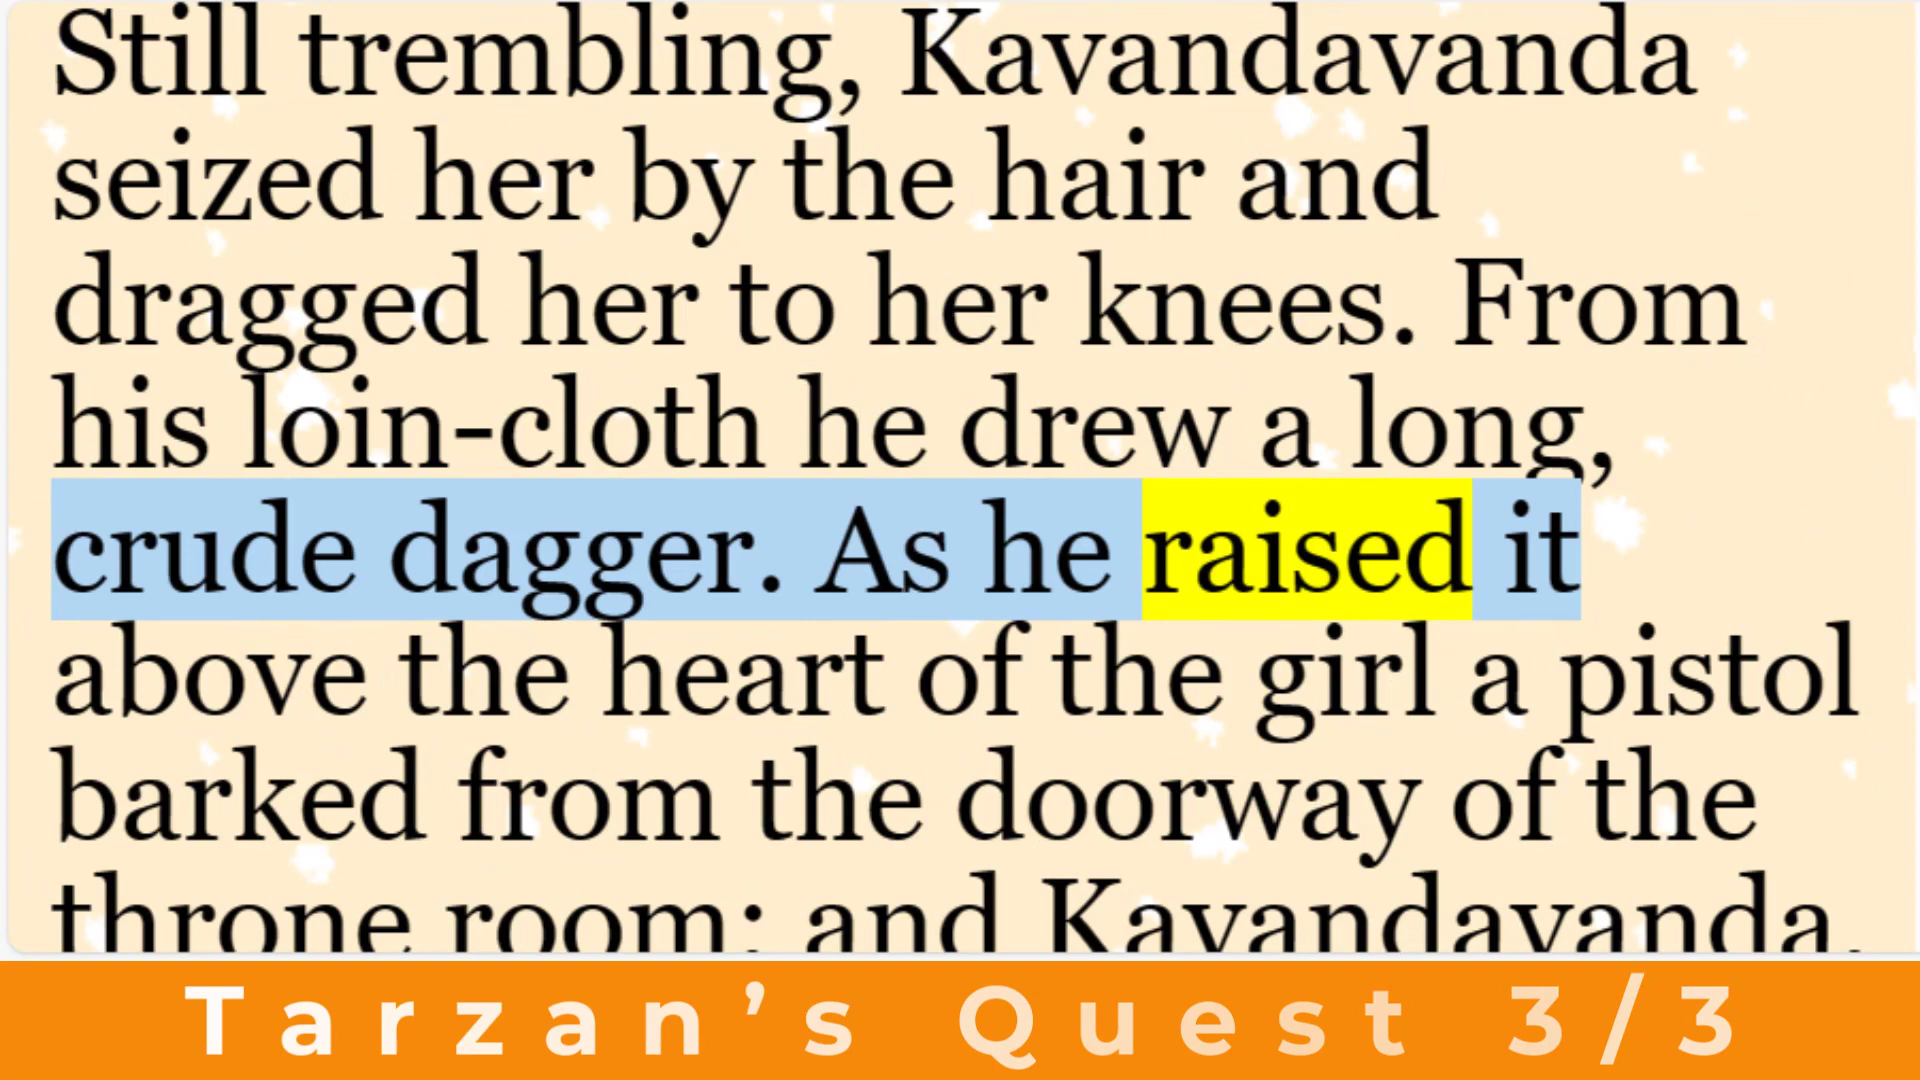 Still trembling, Kavandavanda
seized her by the hair and
dragged her to her knees. From
his loin-cloth he drew a long,
crude dagger. As he raised it
above the heart of the girl a pistol
barked from the doorway of the
throne room; and Kavandavanda,
Tarzan’s Quest 3/3